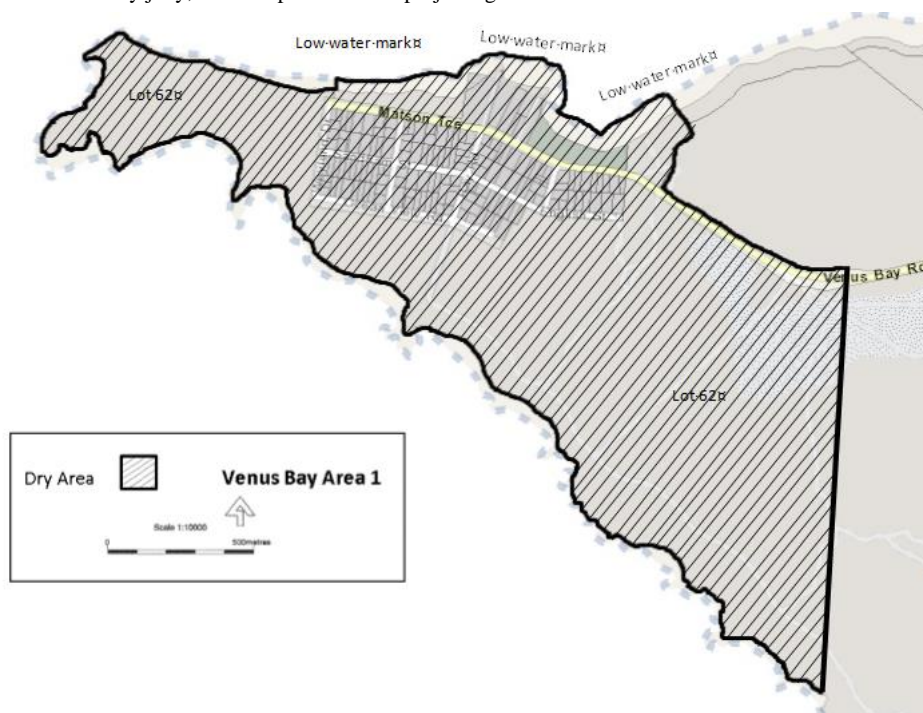 Low·water·mark¤
Low·water·mark¤
Low·water·mark¤
Lot·62¤
Matson Tce
Venus Bay Rd
Lot·62¤
Dry Area
Venus Bay Area 1
Scale 1:10000
0
500metres